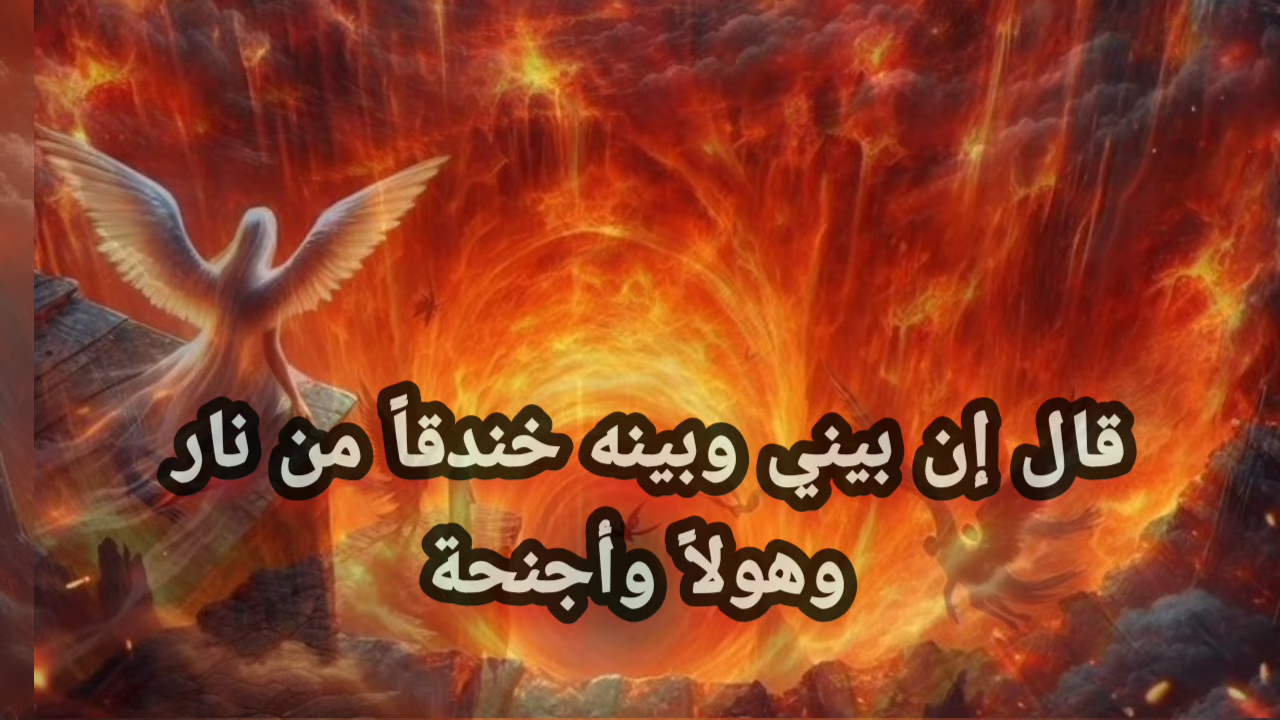 قال إن بيني وبينه خندقاً من نار
وهولاً وأجنحة